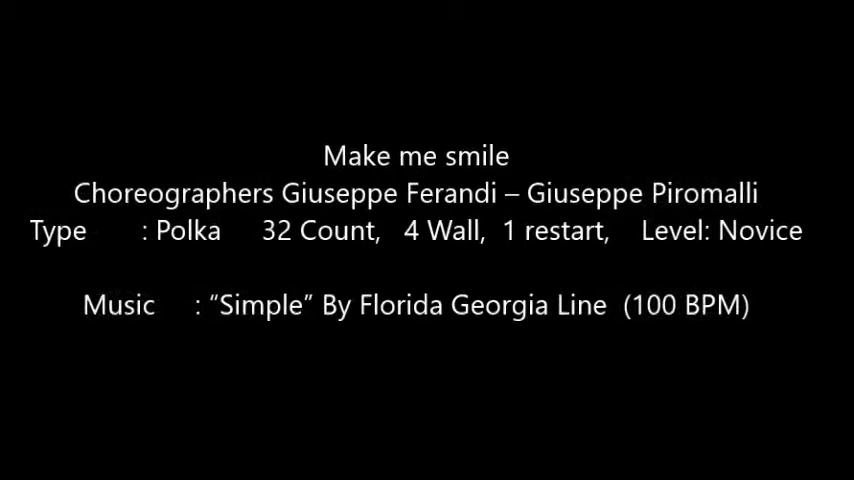 Make me smile
Choreographers Giuseppe Ferandi – Giuseppe Piromalli
Type : Polka 32 Count, 4 Wall, 1 restart, Level: Novice
Music : “Simple” By Florida Georgia Line (100 BPM)